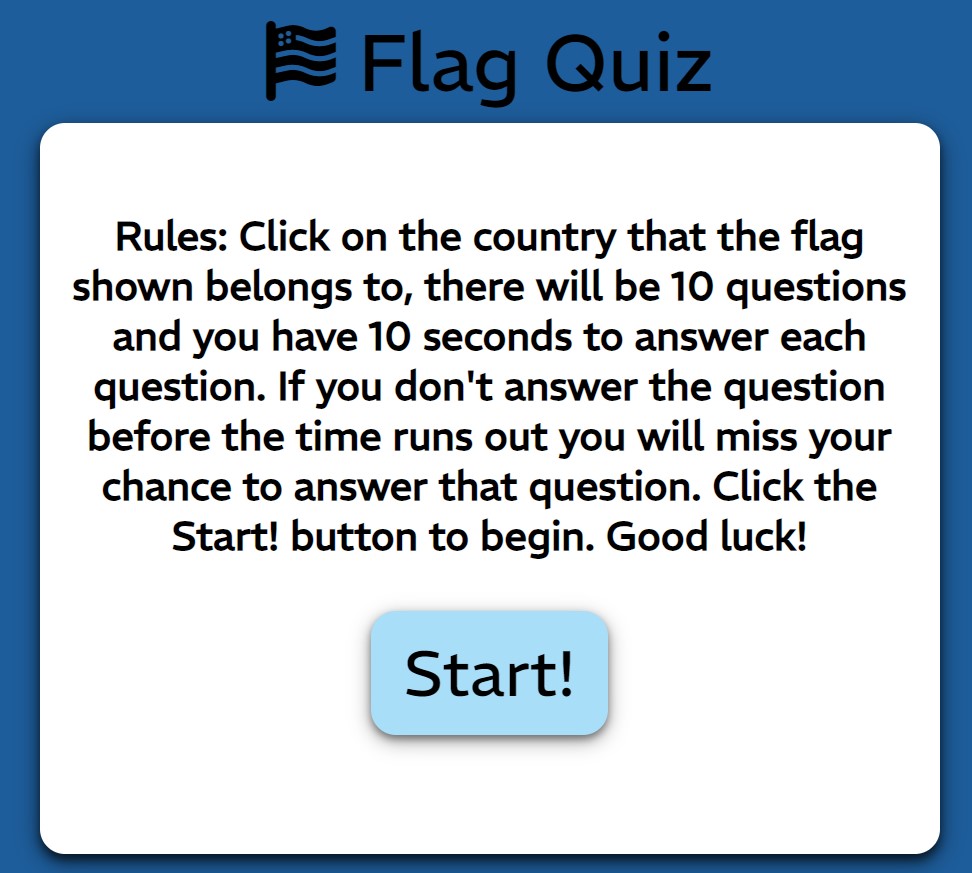 Flag Quiz
Rules: Click on the country that the flag
shown belongs to, there will be 10 questions
and you have 10 seconds to answer each
question. If you don't answer the question
before the time runs out you will miss your
chance to answer that question. Click the
Start! button to begin. Good luck!
Start!